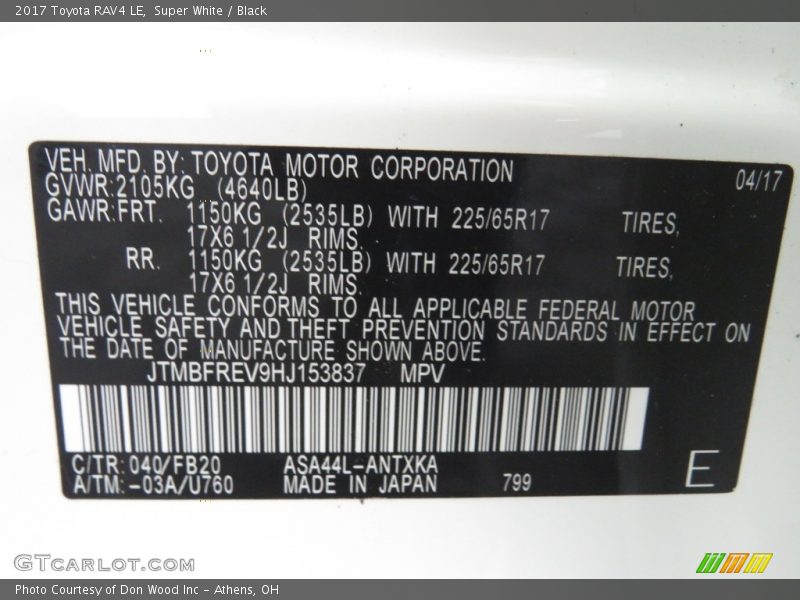 2017 Toyota RAV4 LE, Super White / Black
VEH. MFD. BY: TOYOTA MOTOR CORPORATION 04/17
GVWR:2105KG (4640LB)
GAWR:FRT. 1150KG (2535LB) WITH 225/65R17 TIRES,
17X6 1/2J RIMS.
RR. 1150KG (2535LB) WITH 225/65R17 TIRES,
17X6 1/2J RIMS.
THIS VEHICLE CONFORMS TO ALL APPLICABLE FEDERAL MOTOR
VEHICLE SAFETY AND THEFT PREVENTION STANDARDS IN EFFECT ON
THE DATE OF MANUFACTURE SHOWN ABOVE.
JTMBFREV9HJ153837 MPV
C/TR: 040/FB20 ASA44L-ANTXKA E
A/TM: -03A/U760 MADE IN JAPAN 799
GTCARLOT.COM
Photo Courtesy of Don Wood Inc - Athens, OH